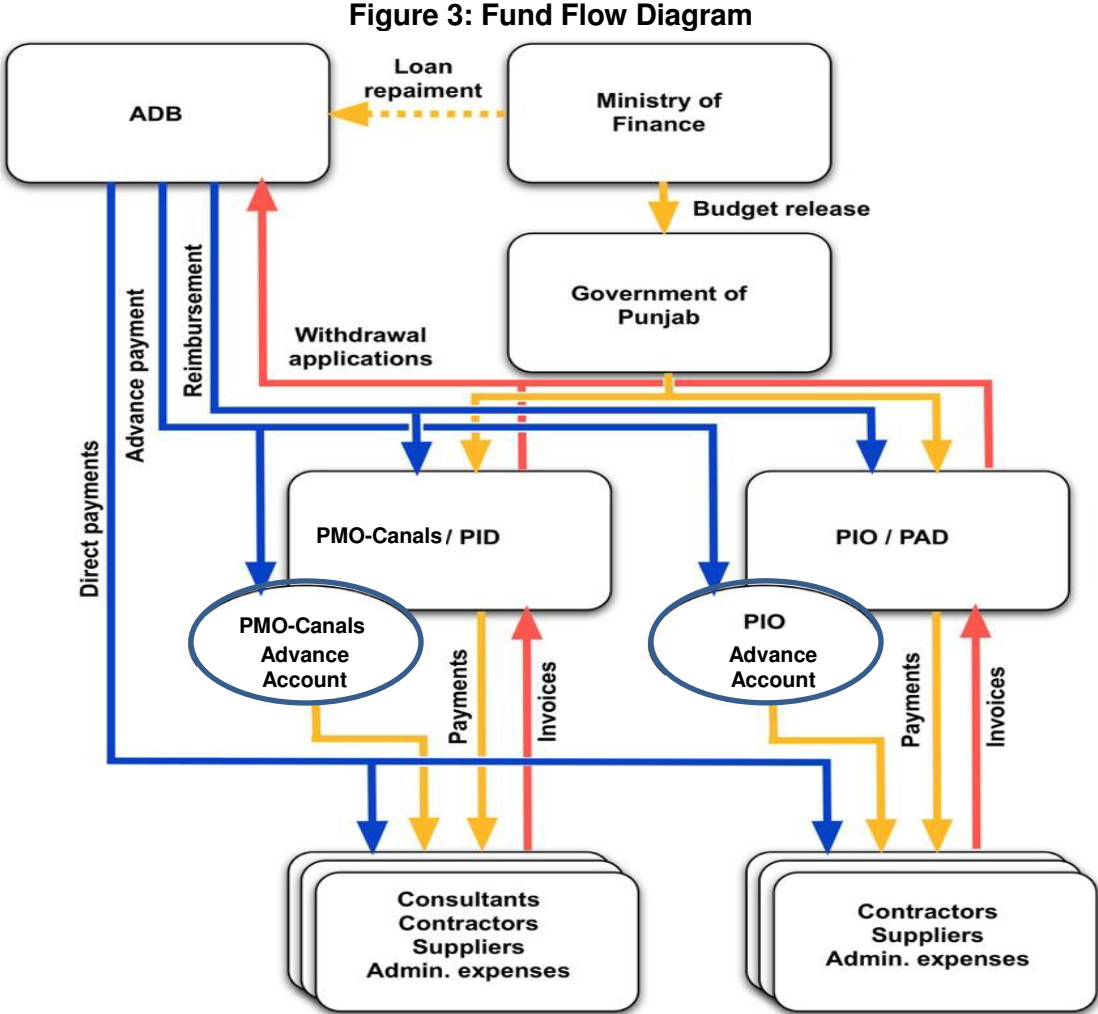 Figure 3: Fund Flow Diagram
ADB
Loan
repaiment
Ministry of
Finance
Budget release
Government of
Punjab
Direct payments
Advance payment
Reimbursement
Withdrawal
applications
PMO-Canals / PID
PIO / PAD
PMO-Canals
Advance
Account
PIO
Advance
Account
Payments
Invoices
Payments
Invoices
Consultants
Contractors
Suppliers
Admin. expenses
Contractors
Suppliers
Admin. expenses